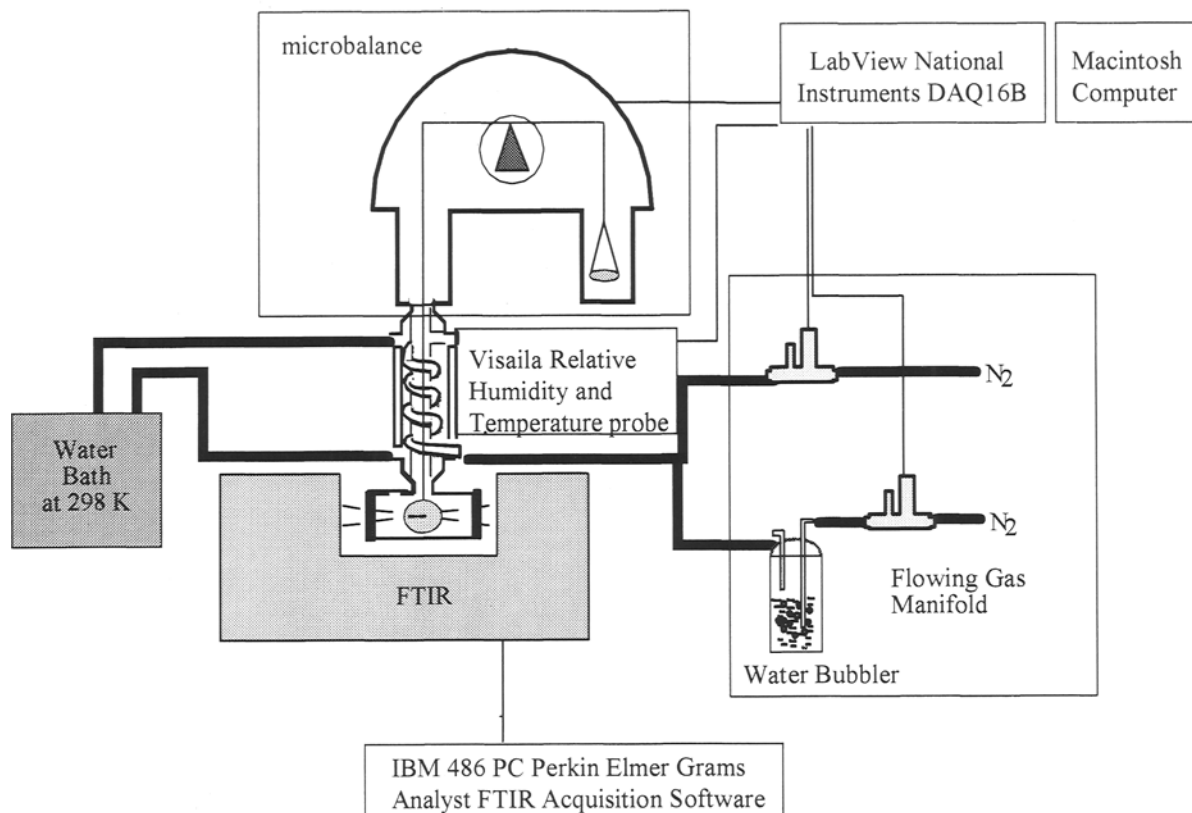 microbalance
LabView National
Instruments DAQ16B
Macintosh
Computer
Visaila Relative
Humidity and
Temperature probe
N2
Water
Bath
at 298 K
N2
FTIR
Flowing Gas
Manifold
Water Bubbler
IBM 486 PC Perkin Elmer Grams
Analyst FTIR Acquisition Software